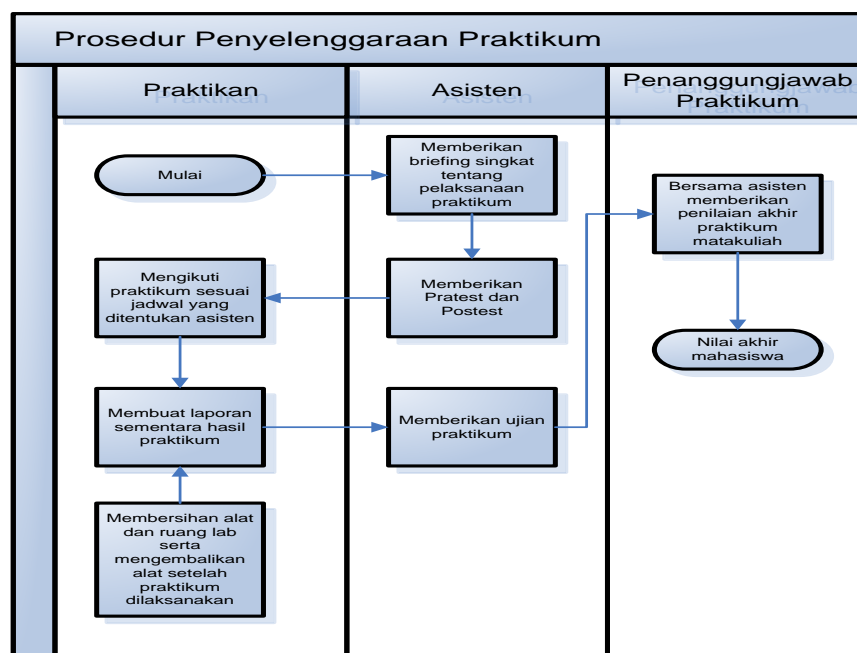 Prosedur Penyelenggaraan Praktikum
Praktikan
Asisten
Penanggungjawab
Praktikum
Mulai
Memberikan
briefing singkat
tentang
pelaksanaan
praktikum
Bersama asisten
memberikan
penilaian akhir
praktikum
matakuliah
Mengikuti
praktikum sesuai
jadwal yang
ditentukan asisten
Memberikan
Pratest dan
Postest
Nilai akhir
mahasiswa
Membuat laporan
sementara hasil
praktikum
Memberikan ujian
praktikum
Membersihan alat
dan ruang lab
serta
mengembalikan
alat setelah
praktikum
dilaksanakan